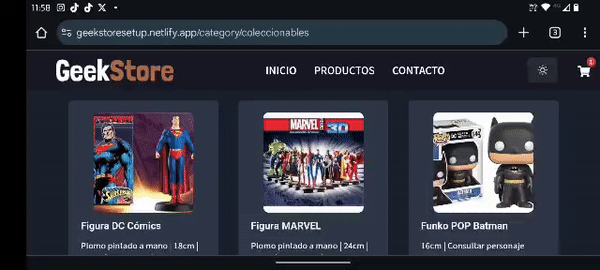 11:58
geekstoresetup.netlify.app/category/coleccionables
3
GeekStore
INICIO PRODUCTOS CONTACTO
1
MARVEL
3D
Figura DC Cómics
Figura MARVEL
Funko POP Batman
Plomo pintado a mano | 18cm |
Plomo pintado a mano | 24cm |
16cm | Consultar personaje